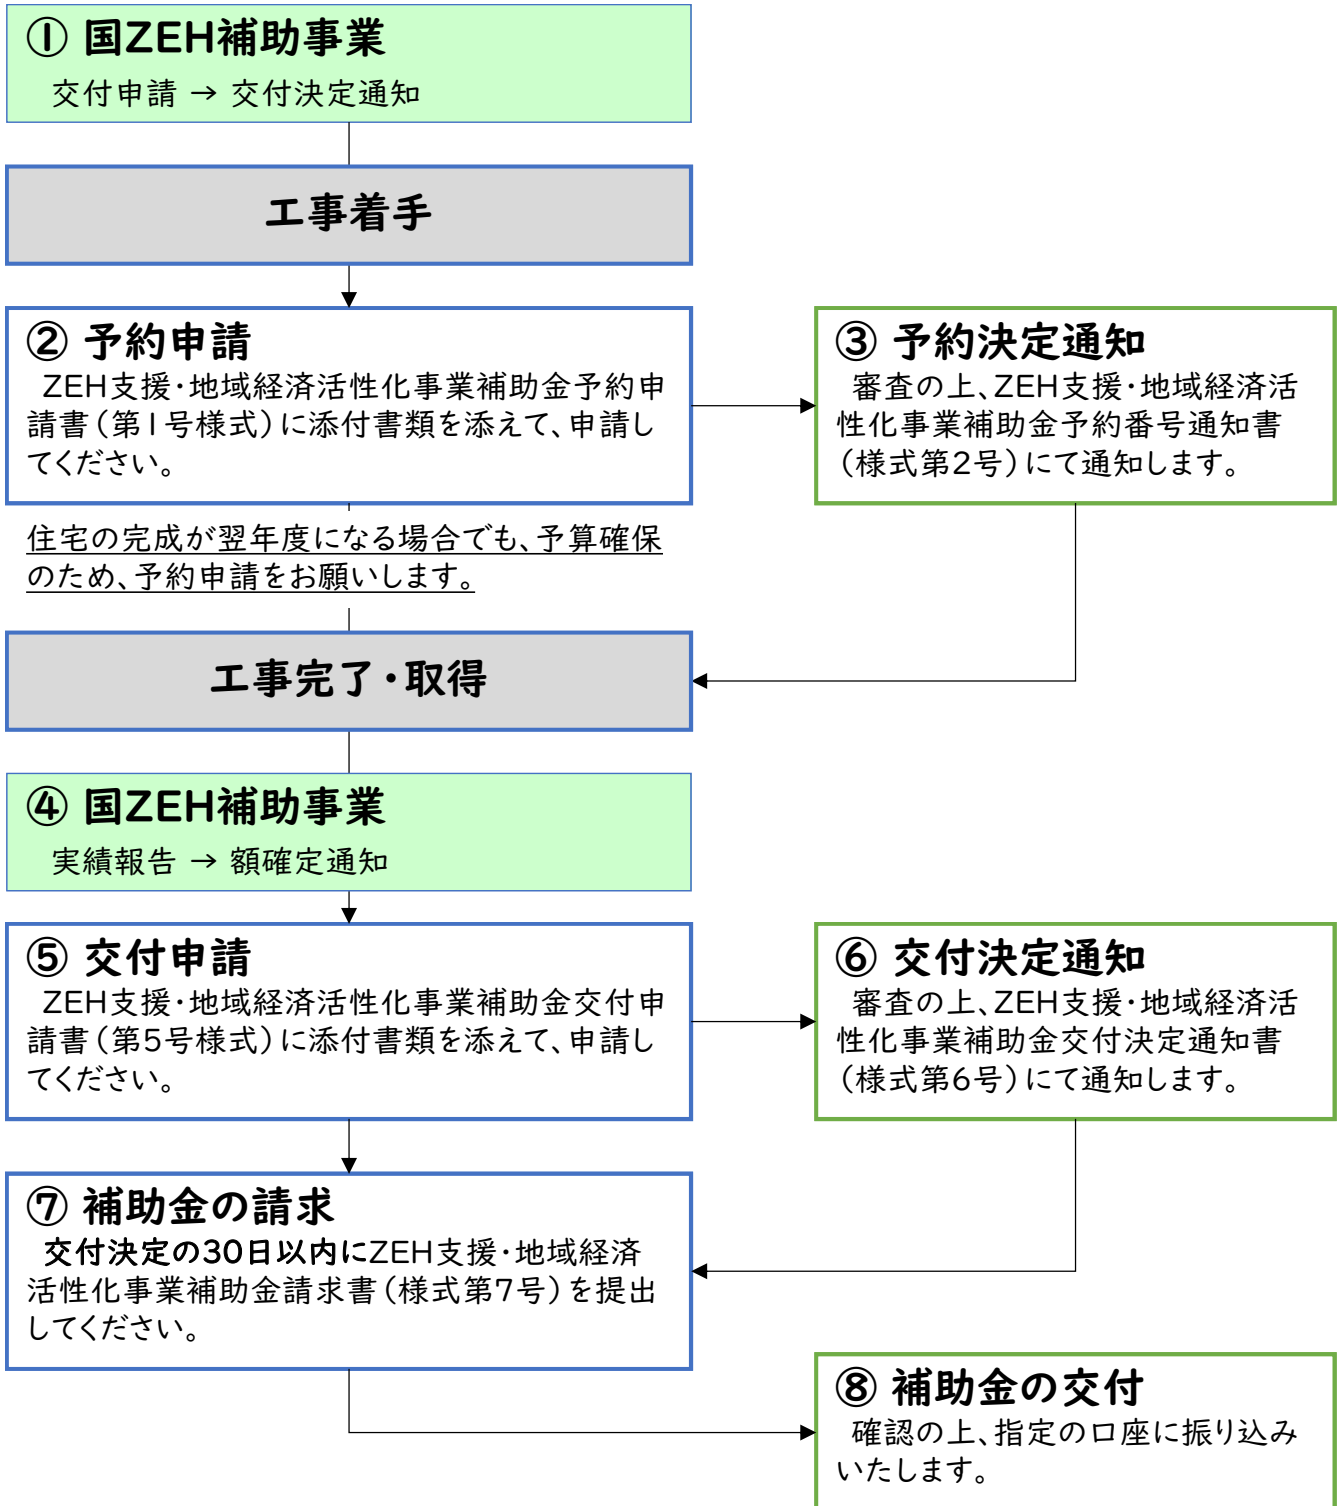 ① 国ZEH補助事業
交付申請 → 交付決定通知
工事着手
② 予約申請
ZEH支援・地域経済活性化事業補助金予約申
請書（第1号様式）に添付書類を添えて、申請し
てください。
③ 予約決定通知
審査の上、ZEH支援・地域経済活
性化事業補助金予約番号通知書
（様式第2号）にて通知します。
住宅の完成が翌年度になる場合でも、予算確保
のため、予約申請をお願いします。
工事完了・取得
④ 国ZEH補助事業
実績報告 → 額確定通知
⑤ 交付申請
ZEH支援・地域経済活性化事業補助金交付申
請書（第5号様式）に添付書類を添えて、申請し
てください。
⑥ 交付決定通知
審査の上、ZEH支援・地域経済活
性化事業補助金交付決定通知書
（様式第6号）にて通知します。
⑦ 補助金の請求
交付決定の30日以内にZEH支援・地域経済
活性化事業補助金請求書（様式第7号）を提出
してください。
⑧ 補助金の交付
確認の上、指定の口座に振り込み
いたします。